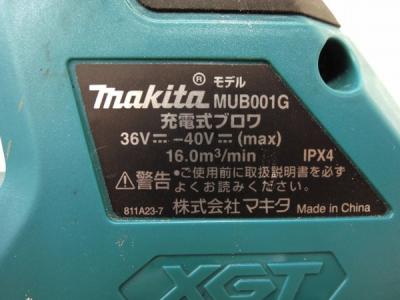 makita® モデル MUB001G
充電式ブロワ
36V⎓-40V⎓(max)
16.0m³/min IPX4
⚠警告 ●ご使用前に取扱説明書を必ず
よくお読みください。
811A23-7 株式会社マキタ Made in China
XGT